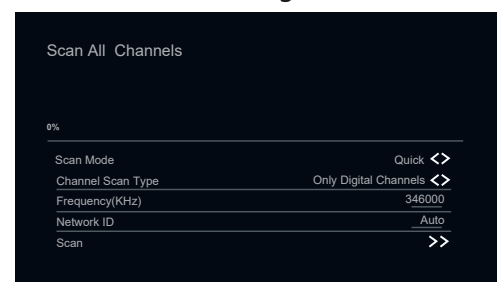 Scan All Channels
0%
Scan Mode Quick <>
Channel Scan Type Only Digital Channels <>
Frequency(KHz) 346000
Network ID Auto
Scan >>